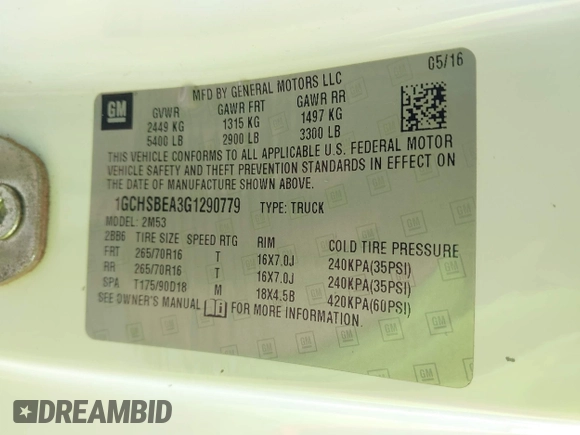 05/16
MFD BY GENERAL MOTORS LLC
GM
GVWR GAWR FRT GAWR RR
2449 KG 1315 KG 1497 KG
5400 LB 2900 LB 3300 LB
THIS VEHICLE CONFORMS TO ALL APPLICABLE U.S. FEDERAL MOTOR
VEHICLE SAFETY AND THEFT PREVENTION STANDARDS IN EFFECT ON
THE DATE OF MANUFACTURE SHOWN ABOVE.
1GCHSBEA3G1290779 TYPE: TRUCK
MODEL: 2M53
2BB6 TIRE SIZE SPEED RTG RIM COLD TIRE PRESSURE
FRT 265/70R16 T 16X7.0J 240KPA(35PSI)
RR 265/70R16 T 16X7.0J 240KPA(35PSI)
SPA T175/90D18 M 18X4.5B 420KPA(60PSI)
SEE OWNER'S MANUAL FOR MORE INFORMATION.
DREAMBID